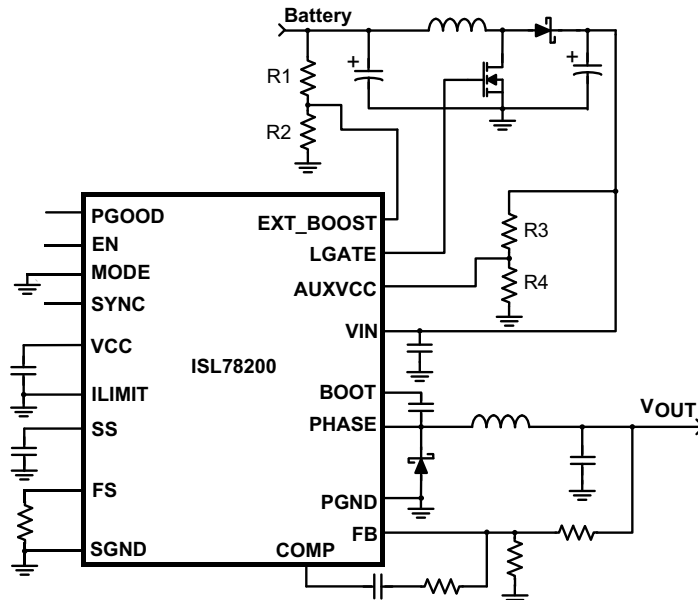 Battery
+
+
R1
R2
PGOOD
EN
MODE
SYNC
VCC
ILIMIT
SS
FS
SGND
ISL78200
EXT_BOOST
LGATE
AUXVCC
VIN
BOOT
PHASE
PGND
FB
COMP
R3
R4
VOUT